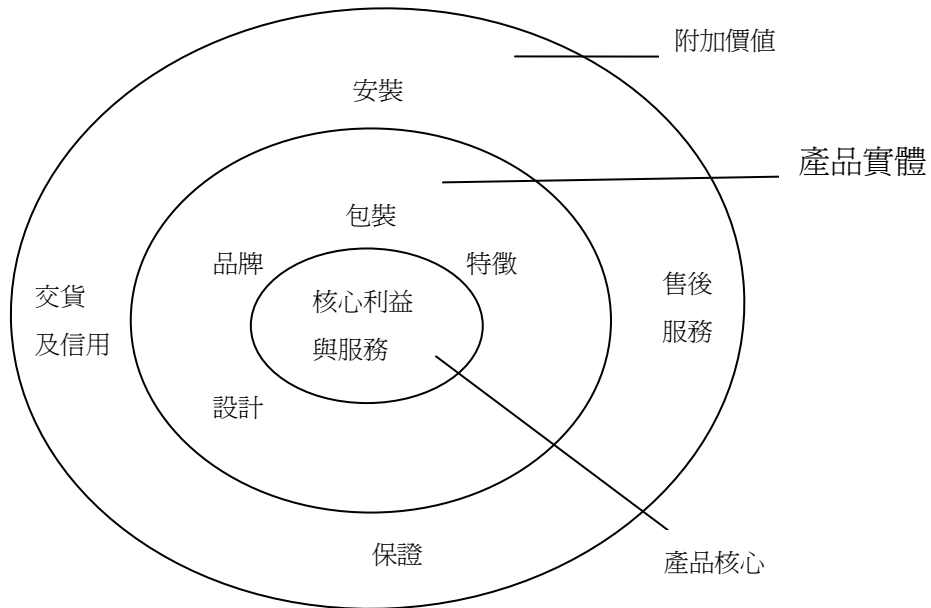 附加價值
安裝
產品實體
包裝
品牌
特徵
核心利益
與服務
交貨
及信用
售後
服務
設計
保證
產品核心